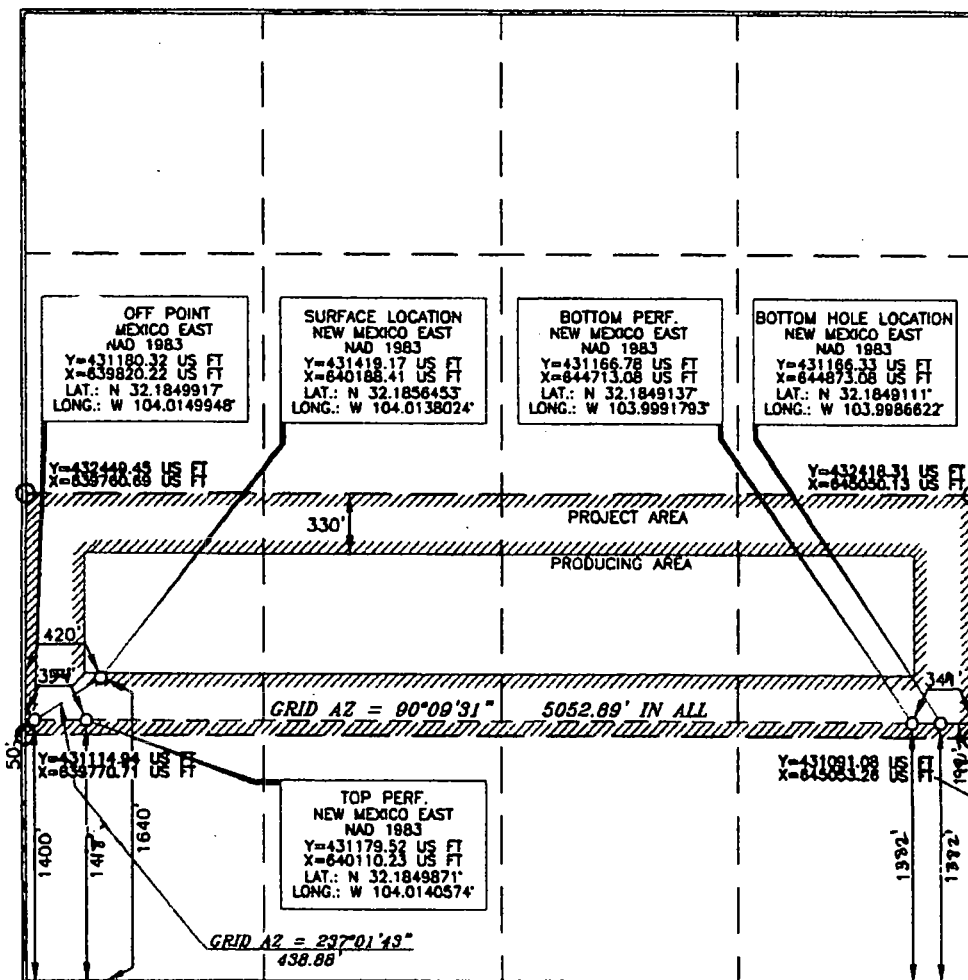 OFF POINT
MEXICO EAST
NAD 1983
Y=431180.32 US FT
X=639820.22 US FT
LAT.: N 32.1849917°
LONG.: W 104.0149948°
SURFACE LOCATION
NEW MEXICO EAST
NAD 1983
Y=431419.17 US FT
X=640188.41 US FT
LAT.: N 32.1856453°
LONG.: W 104.0138024°
BOTTOM PERF.
NEW MEXICO EAST
NAD 1983
Y=431166.78 US FT
X=644713.08 US FT
LAT.: N 32.1849137°
LONG.: W 103.9991793°
BOTTOM HOLE LOCATION
NEW MEXICO EAST
NAD 1983
Y=431166.33 US FT
X=644873.08 US FT
LAT.: N 32.1849111°
LONG.: W 103.9986622°
Y=432449.45 US FT
X=639760.69 US FT
Y=432418.31 US FT
X=645050.13 US FT
330'
PROJECT AREA
PRODUCING AREA
420'
GRID AZ = 90°09'31" 5052.89' IN ALL
50'
Y=431114.94 US FT
X=639770.71 US FT
Y=431091.08 US FT
X=645053.26 US FT
1400'
1640'
1382'
1382'
TOP PERF.
NEW MEXICO EAST
NAD 1983
Y=431179.52 US FT
X=640110.23 US FT
LAT.: N 32.1849871°
LONG.: W 104.0140574°
GRID AZ = 237°01'43"
438.88'